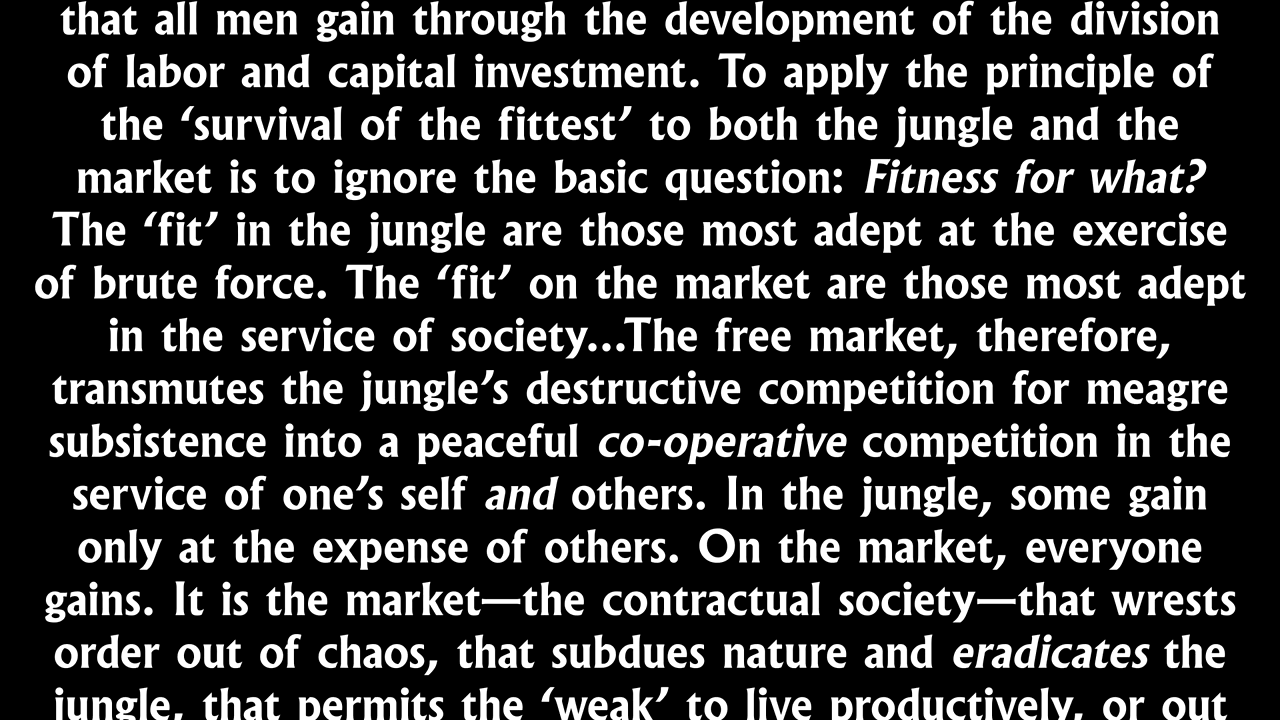 that all men gain through the development of the division
of labor and capital investment. To apply the principle of
the ‘survival of the fittest’ to both the jungle and the
market is to ignore the basic question: Fitness for what?
The ‘fit’ in the jungle are those most adept at the exercise
of brute force. The ‘fit’ on the market are those most adept
in the service of society...The free market, therefore,
transmutes the jungle’s destructive competition for meagre
subsistence into a peaceful co-operative competition in the
service of one’s self and others. In the jungle, some gain
only at the expense of others. On the market, everyone
gains. It is the market—the contractual society—that wrests
order out of chaos, that subdues nature and eradicates the
jungle, that permits the ‘weak’ to live productively, or out